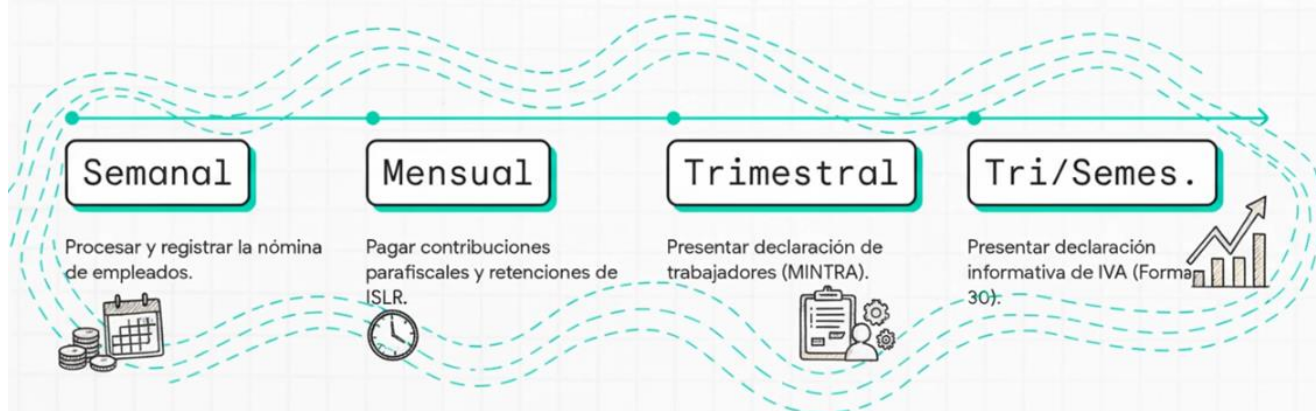 Semanal
Procesar y registrar la nómina
de empleados.
Mensual
Pagar contribuciones
parafiscales y retenciones de
ISLR.
Trimestral
Presentar declaración de
trabajadores (MINTRA).
Tri/Semes.
Presentar declaración
informativa de IVA (Forma
30).